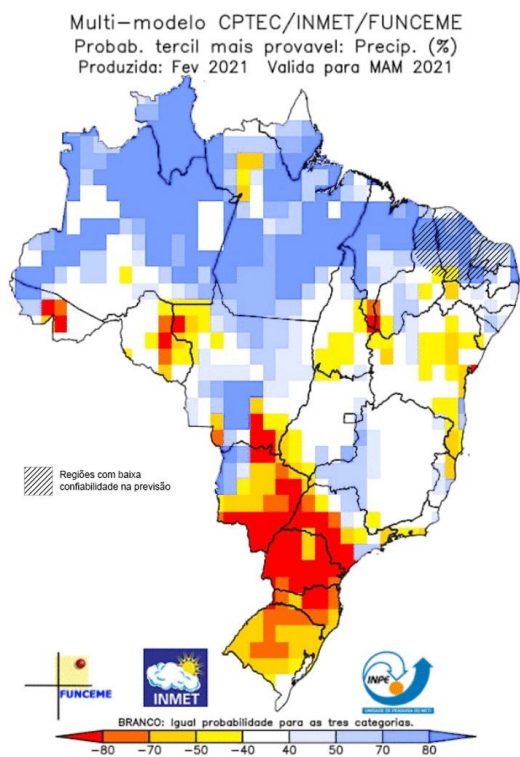 Multi-modelo CPTEC/INMET/FUNCEME
Probab. tercil mais provavel: Precip. (%)
Produzida: Fev 2021 Valida para MAM 2021
Regiões com baixa
confiabilidade na previsão
FUNCEME
INMET
INPE
BRANCO: Igual probabilidade para as tres categorias.
-80 -70 -50 -40 40 50 70 80